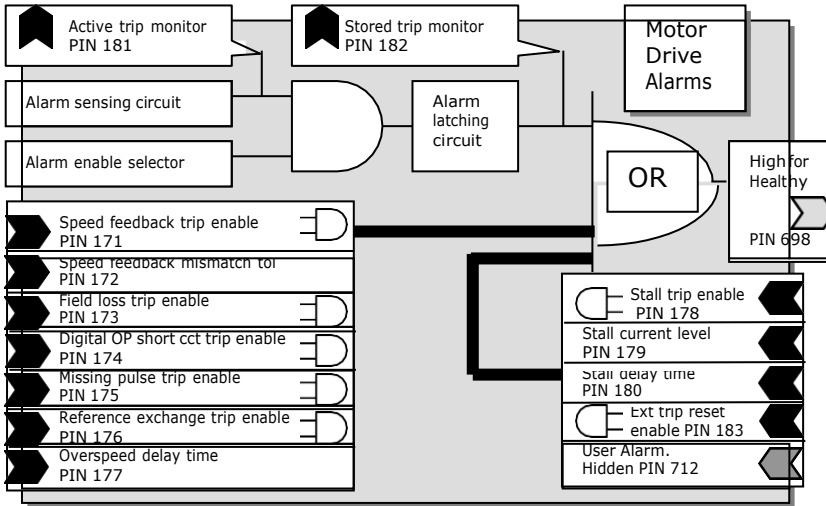 Active trip monitor
PIN 181
Stored trip monitor
PIN 182
Motor
Drive
Alarms
Alarm sensing circuit
Alarm enable selector
Alarm
latching
circuit
OR
High for
Healthy
PIN 698
Speed feedback trip enable
PIN 171
Speed feedback mismatch tol
PIN 172
Field loss trip enable
PIN 173
Digital OP short cct trip enable
PIN 174
Missing pulse trip enable
PIN 175
Reference exchange trip enable
PIN 176
Overspeed delay time
PIN 177
Stall trip enable
PIN 178
Stall current level
PIN 179
Stall delay time
PIN 180
Ext trip reset
enable PIN 183
User Alarm.
Hidden PIN 712